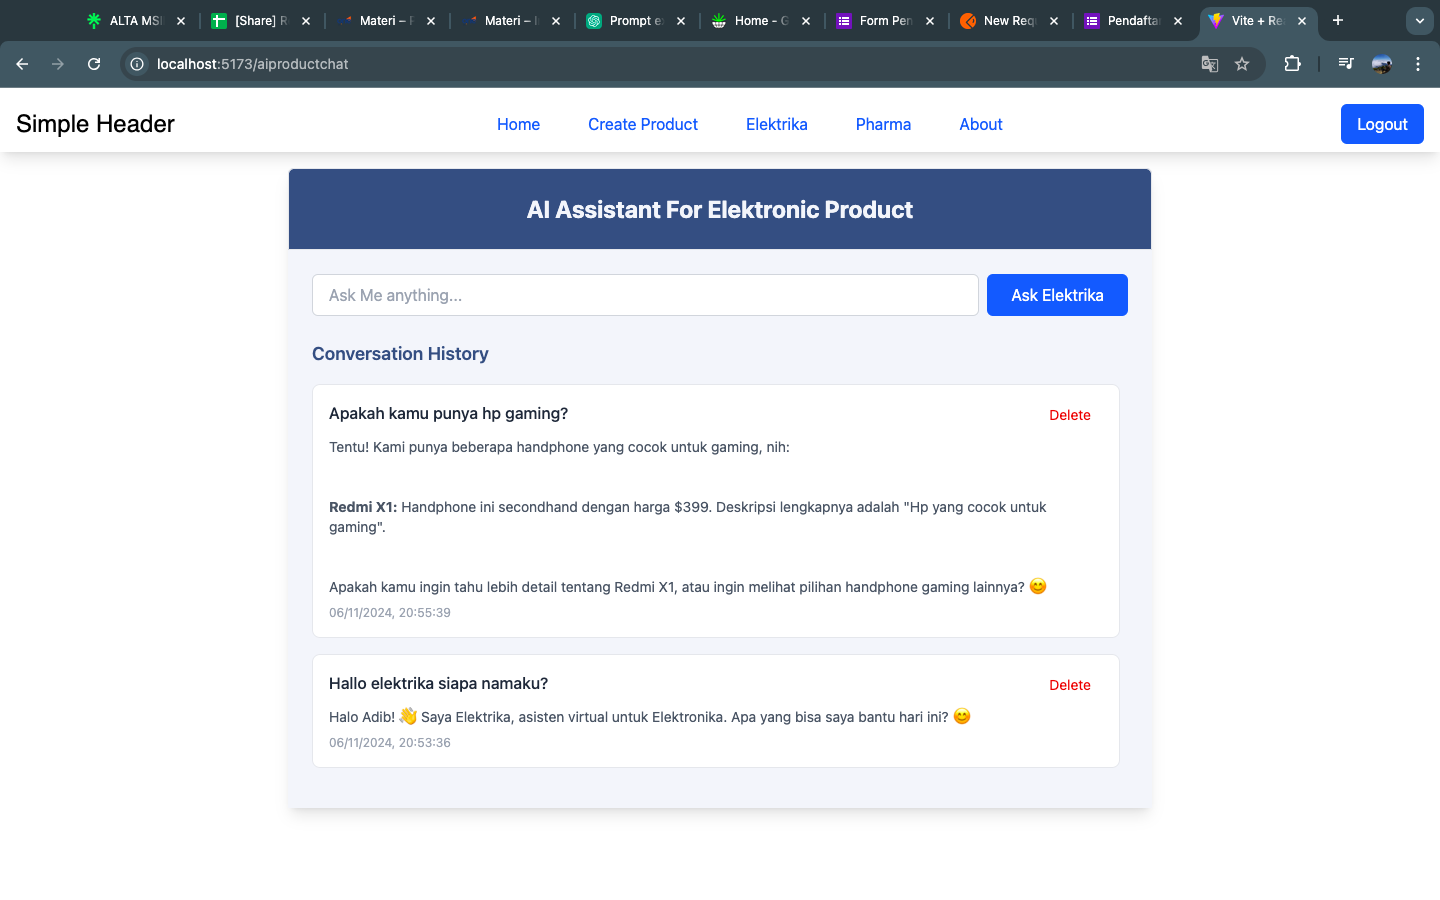 ALTA MS
[Share] R
Materi –
Materi –
Prompt e
Home - G
Form Pen
New Req
Pendafta
Vite + Re
localhost:5173/aiproductchat
Simple Header
Home
Create Product
Elektrika
Pharma
About
Logout
AI Assistant For Elektronic Product
Ask Me anything...
Ask Elektrika
Conversation History
Apakah kamu punya hp gaming?
Delete
Tentu! Kami punya beberapa handphone yang cocok untuk gaming, nih:
Redmi X1: Handphone ini secondhand dengan harga $399. Deskripsi lengkapnya adalah "Hp yang cocok untuk
gaming".
Apakah kamu ingin tahu lebih detail tentang Redmi X1, atau ingin melihat pilihan handphone gaming lainnya? 😊
06/11/2024, 20:55:39
Hallo elektrika siapa namaku?
Delete
Halo Adib! 👋 Saya Elektrika, asisten virtual untuk Elektronika. Apa yang bisa saya bantu hari ini? 😊
06/11/2024, 20:53:36